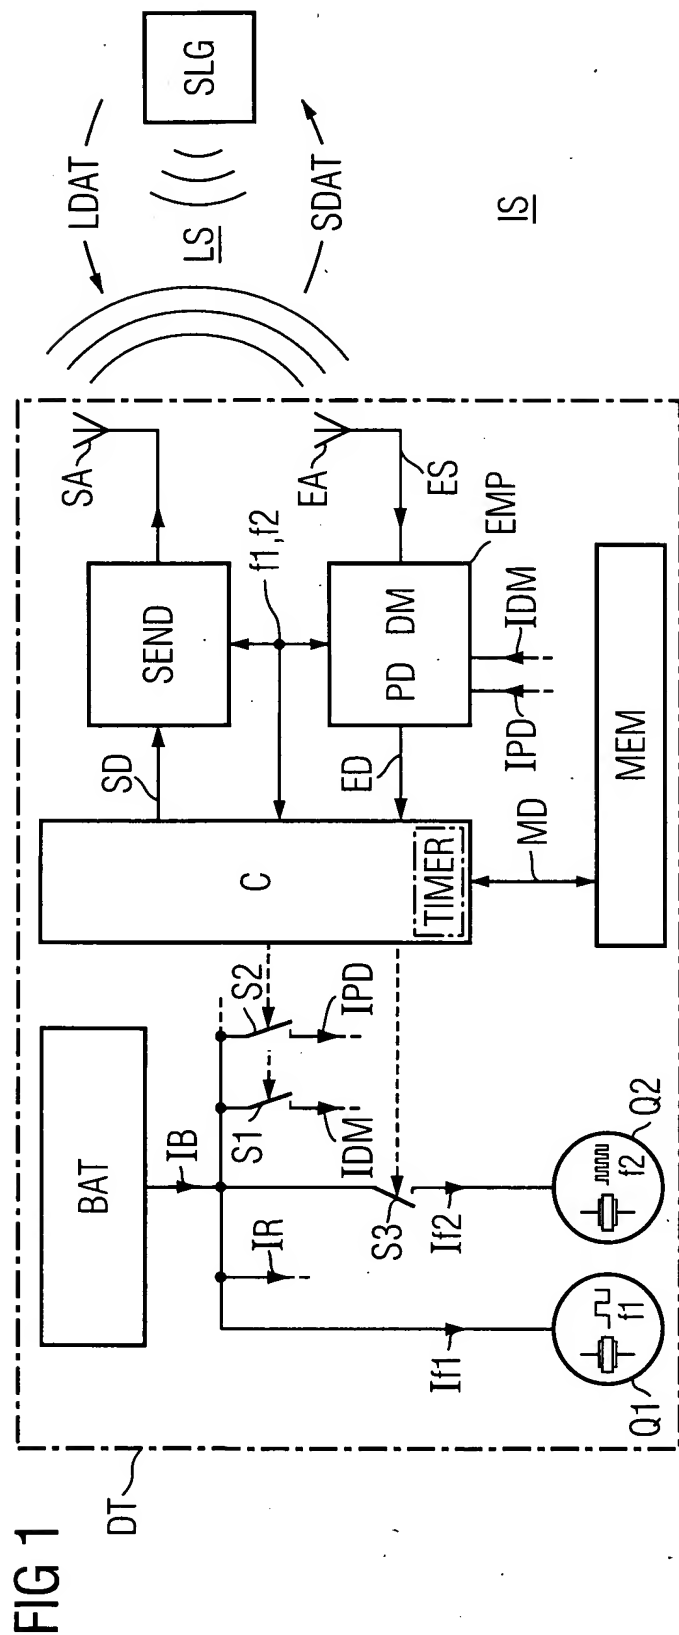 FIG 1
DT
BAT
IB
IR
If1
If2
Q1
f1
Q2
f2
S3
S1
IDM
S2
IPD
C
TIMER
MD
MEM
SD
SEND
SA
f1,f2
ED
PD DM
EMP
IPD
IDM
EA
ES
LDAT
LS
SDAT
SLG
IS